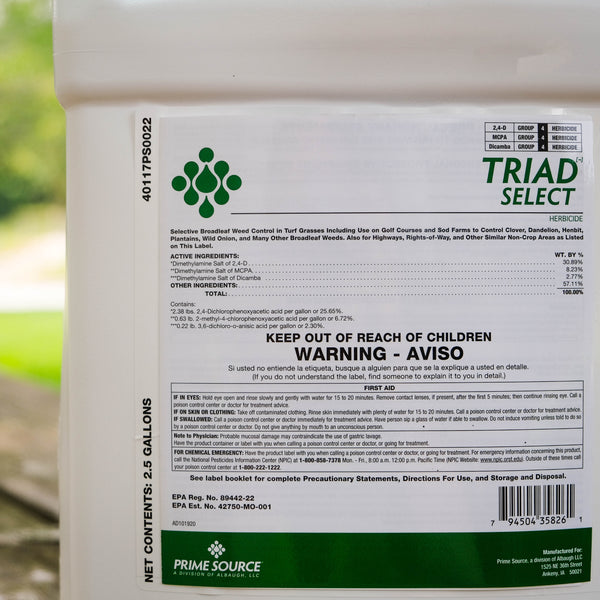 40117PS0022
NET CONTENTS: 2.5 GALLONS
2,4-D GROUP 4 HERBICIDE
MCPA GROUP 4 HERBICIDE
Dicamba GROUP 4 HERBICIDE
TRIAD
SELECT
HERBICIDE
Selective Broadleaf Weed Control in Turf Grasses Including Use on Golf Courses and Sod Farms to Control Clover, Dandelion, Henbit,
Plantains, Wild Onion, and Many Other Broadleaf Weeds. Also for Highways, Rights-of-Way, and Other Similar Non-Crop Areas as Listed
on This Label.
ACTIVE INGREDIENTS: WT. BY %
*Dimethylamine Salt of 2,4-D 30.89%
**Dimethylamine Salt of MCPA 8.23%
***Dimethylamine Salt of Dicamba 2.77%
OTHER INGREDIENTS: 57.11%
TOTAL: 100.00%
Contains:
*2.38 lbs. 2,4-Dichlorophenoxyacetic acid per gallon or 25.65%.
**0.63 lb. 2-methyl-4-chlorophenoxyacetic acid per gallon or 6.72%.
***0.22 lb. 3,6-dichloro-o-anisic acid per gallon or 2.30%.
KEEP OUT OF REACH OF CHILDREN
WARNING - AVISO
Si usted no entiende la etiqueta, busque a alguien para que se la explique a usted en detalle.
(If you do not understand the label, find someone to explain it to you in detail.)
FIRST AID
IF IN EYES: Hold eye open and rinse slowly and gently with water for 15 to 20 minutes. Remove contact lenses, if present, after the first 5 minutes; then continue rinsing eye. Call a
poison control center or doctor for treatment advice.
IF ON SKIN OR CLOTHING: Take off contaminated clothing. Rinse skin immediately with plenty of water for 15 to 20 minutes. Call a poison control center or doctor for treatment advice.
IF SWALLOWED: Call a poison control center or doctor immediately for treatment advice. Have person sip a glass of water if able to swallow. Do not induce vomiting unless told to do so
by a poison control center or doctor. Do not give anything by mouth to an unconscious person.
Note to Physician: Probable mucosal damage may contraindicate the use of gastric lavage.
Have the product container or label with you when calling a poison control center or doctor, or going for treatment.
FOR CHEMICAL EMERGENCY: Have the product label with you when calling a poison control center or doctor, or going for treatment. For emergency information concerning this product,
call the National Pesticide Information Center (NPIC) at 1-800-858-7378 Mon. - Fri., 8:00 a.m. 12:00 p.m. Pacific Time (NPIC Website: www.npic.orst.edu). Outside of these times call
your poison control center at 1-800-222-1222.
See label booklet for complete Precautionary Statements, Directions For Use, and Storage and Disposal.
EPA Reg. No. 89442-22
EPA Est. No. 42750-MO-001
AD101920
7 94504 35826 1
PRIME SOURCE
A DIVISION OF ALBAUGH, LLC
Manufactured For:
Prime Source, a division of Albaugh LLC
1525 NE 36th Street
Ankeny, IA 50021